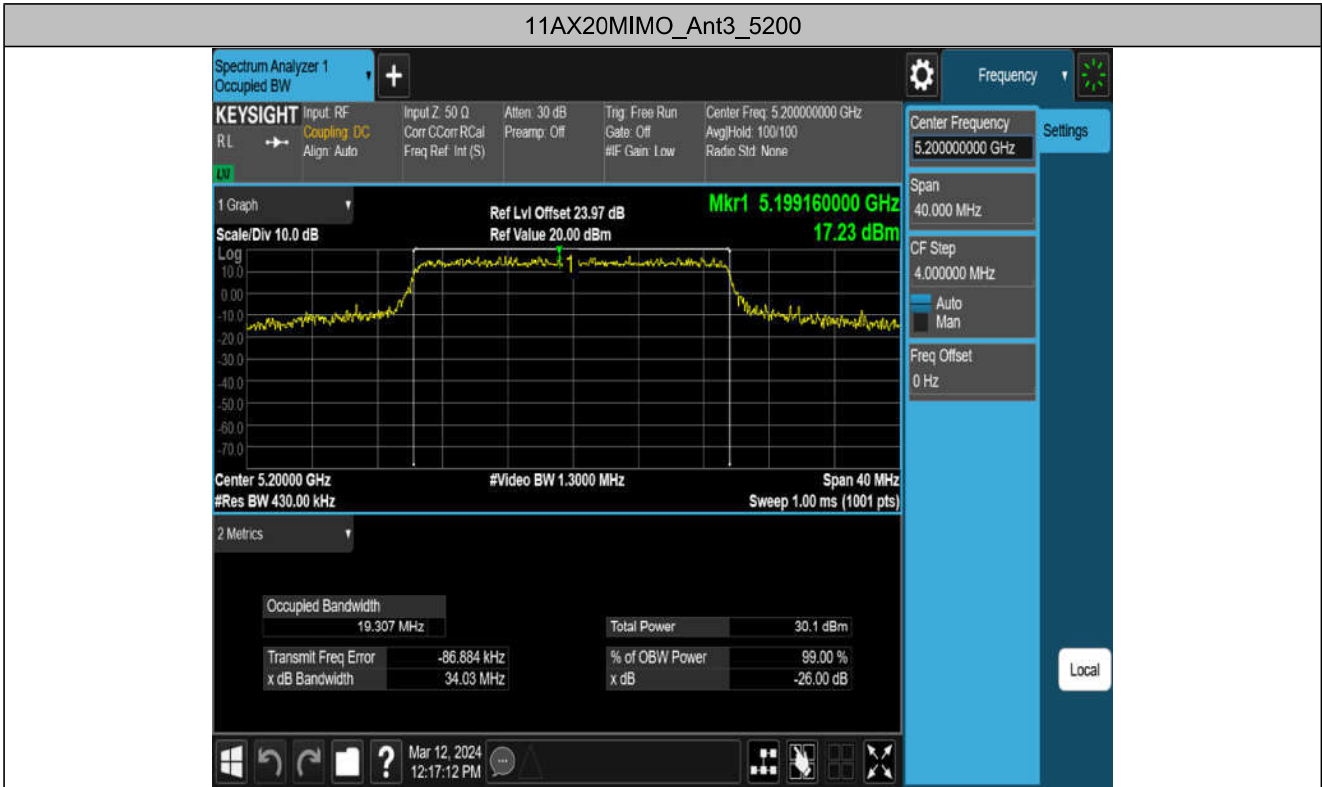 11AX20MIMO_Ant3_5200
Spectrum Analyzer 1
Occupied BW
Frequency
KEYSIGHT
RL
Input: RF
Coupling: DC
Align: Auto
Input Z: 50 Ω
Corr CCorr RCal
Freq Ref: Int (S)
Atten: 30 dB
Preamp: Off
Trig: Free Run
Gate: Off
#IF Gain: Low
Center Freq: 5.200000000 GHz
Avg|Hold: 100/100
Radio Std: None
Center Frequency
5.200000000 GHz
Settings
Span
40.000 MHz
CF Step
4.000000 MHz
Auto
Man
Freq Offset
0 Hz
Local
1 Graph
Scale/Div 10.0 dB
Ref Lvl Offset 23.97 dB
Ref Value 20.00 dBm
Mkr1 5.199160000 GHz
17.23 dBm
Log
10.0
0.00
-10.0
-20.0
-30.0
-40.0
-50.0
-60.0
-70.0
1
Center 5.20000 GHz
#Res BW 430.00 kHz
#Video BW 1.3000 MHz
Span 40 MHz
Sweep 1.00 ms (1001 pts)
2 Metrics
Occupied Bandwidth
19.307 MHz
Total Power 30.1 dBm
Transmit Freq Error -86.884 kHz
% of OBW Power 99.00 %
x dB Bandwidth 34.03 MHz
x dB -26.00 dB
?
Mar 12, 2024
12:17:12 PM